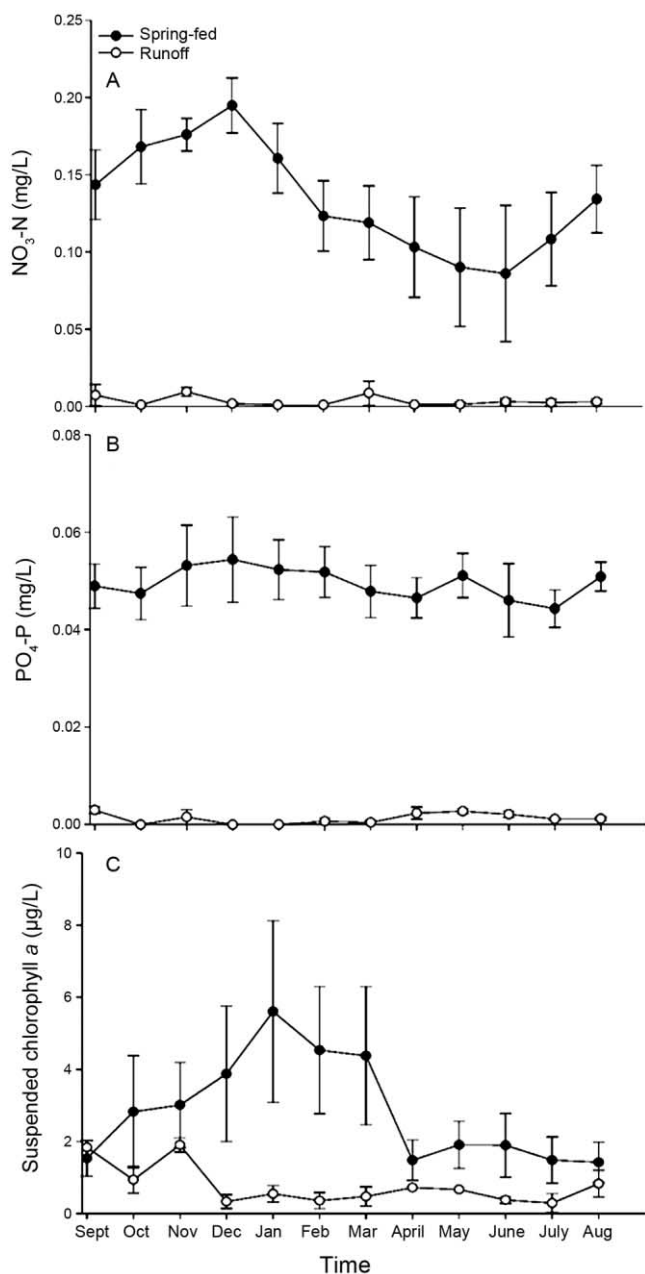 0.25
Spring-fed
Runoff
A
0.20
0.15
0.10
0.05
0.00
NO₃-N (mg/L)
0.08
B
0.06
0.04
0.02
0.00
PO₄-P (mg/L)
10
C
8
6
4
2
0
Suspended chlorophyll a (µg/L)
Sept Oct Nov Dec Jan Feb Mar April May June July Aug
Time